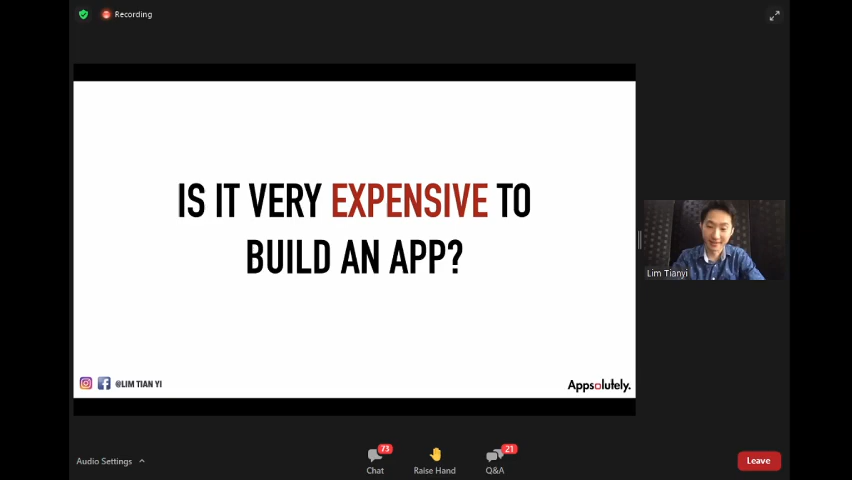 Recording
IS IT VERY EXPENSIVE TO
BUILD AN APP?
Lim Tianyi
@LIM TIAN YI
Appsolutely.
73
21
Audio Settings
Chat
Raise Hand
Q&A
Leave